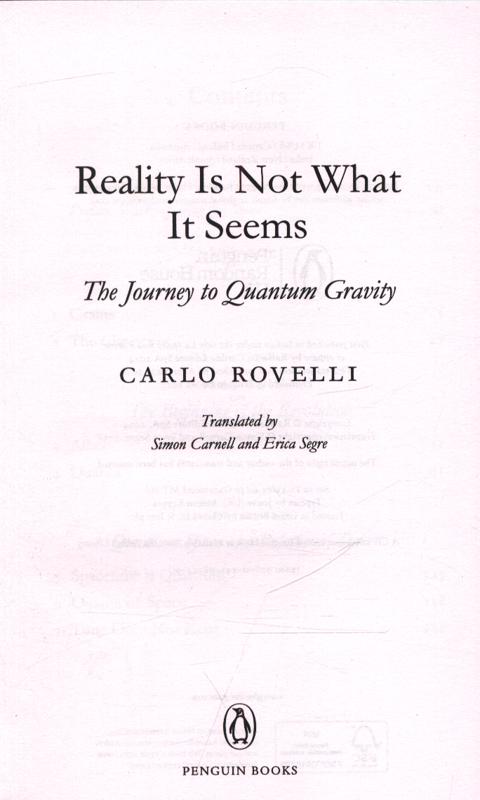 Reality Is Not What
It Seems
The Journey to Quantum Gravity
CARLO ROVELLI
Translated by
Simon Carnell and Erica Segre
PENGUIN BOOKS